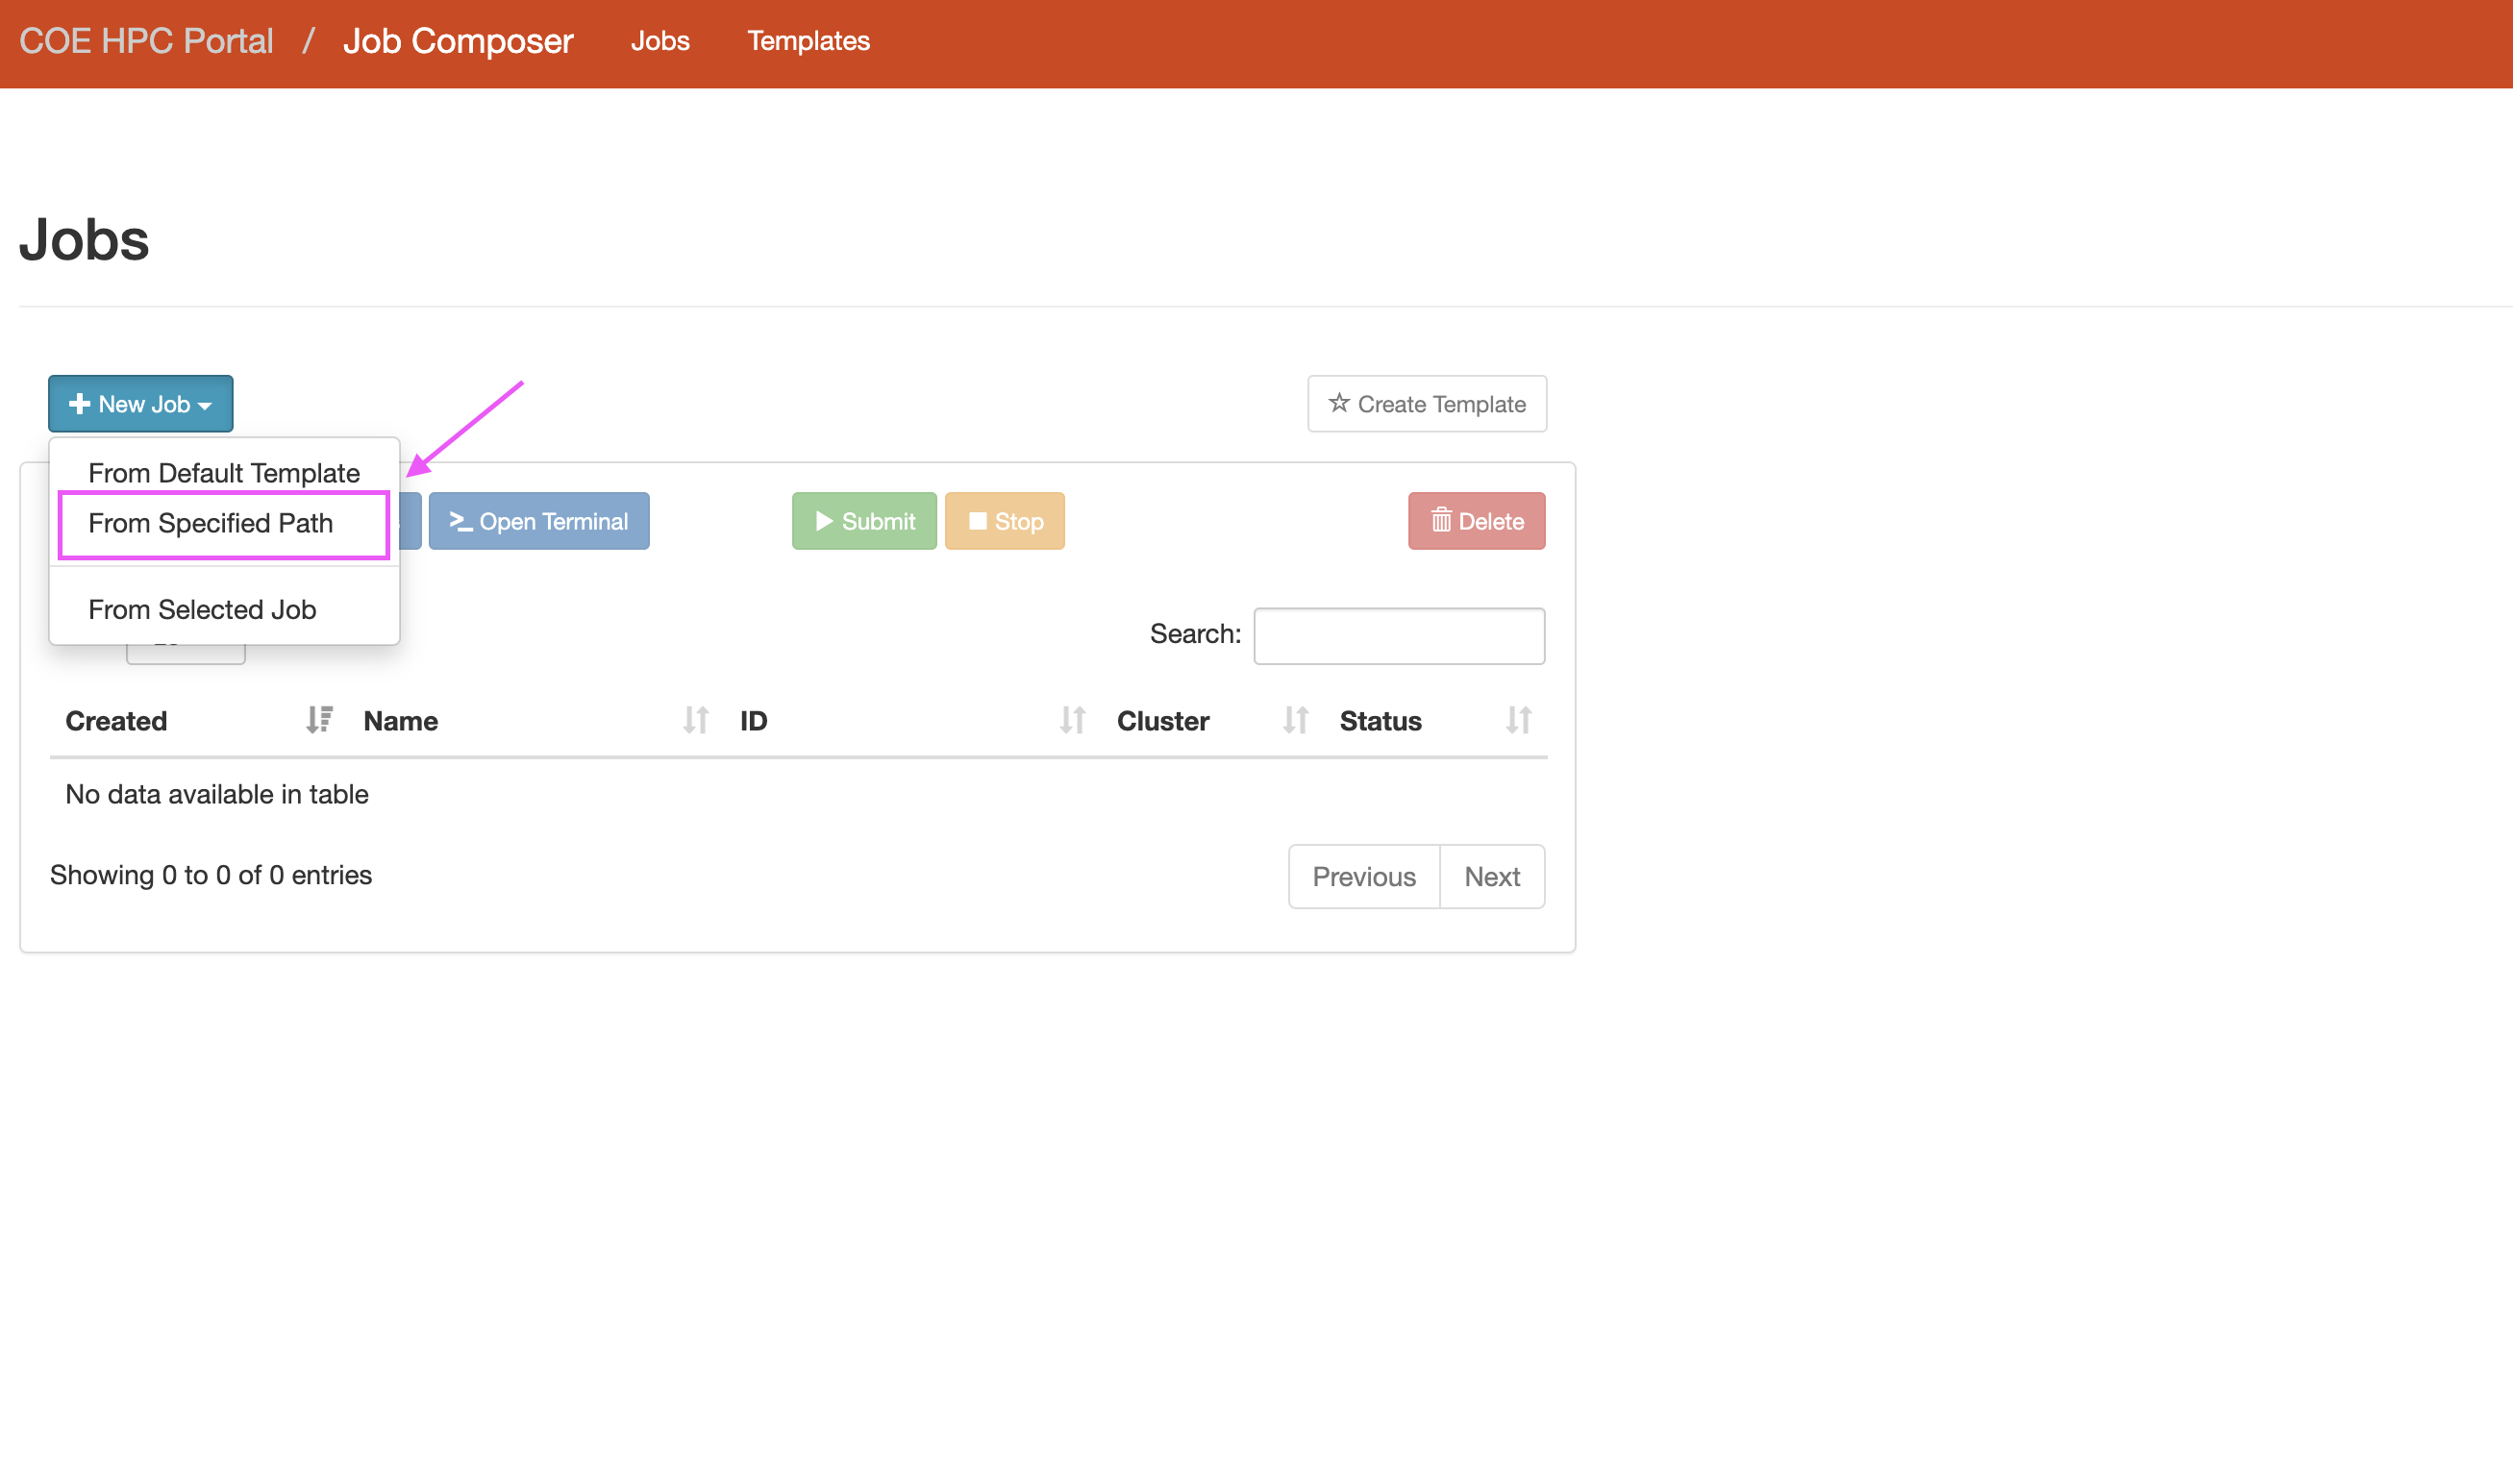 COE HPC Portal / Job Composer Jobs Templates
Jobs
New Job
Create Template
From Default Template
From Specified Path
Open Terminal
Submit
Stop
Delete
From Selected Job
Search:
Created Name ID Cluster Status
No data available in table
Showing 0 to 0 of 0 entries
Previous Next